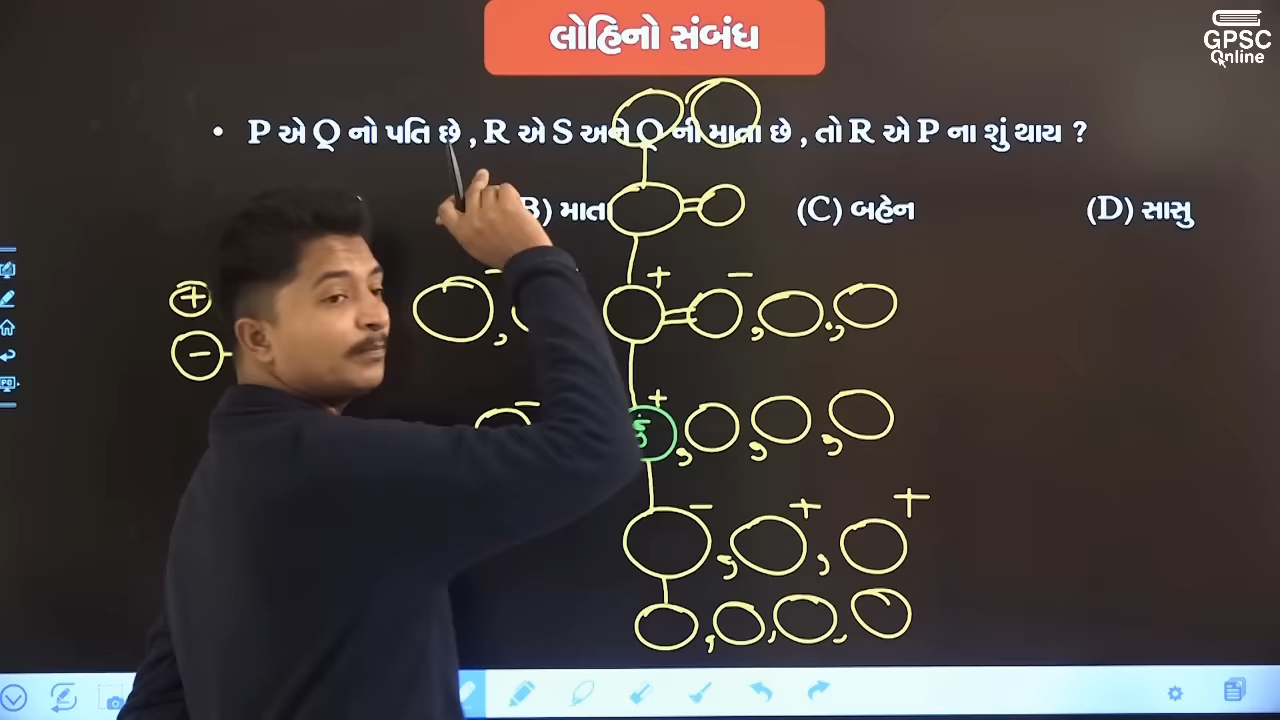 લોહિનો સંબંધ
GPSC
Online
• P એ Q નો પતિ છે , R એ S અને Q ની માતા છે , તો R એ P ના શું થાય ?
B) માતા (C) બહેન (D) સાસુ
+ −
+ −
−
+
હું
− + +